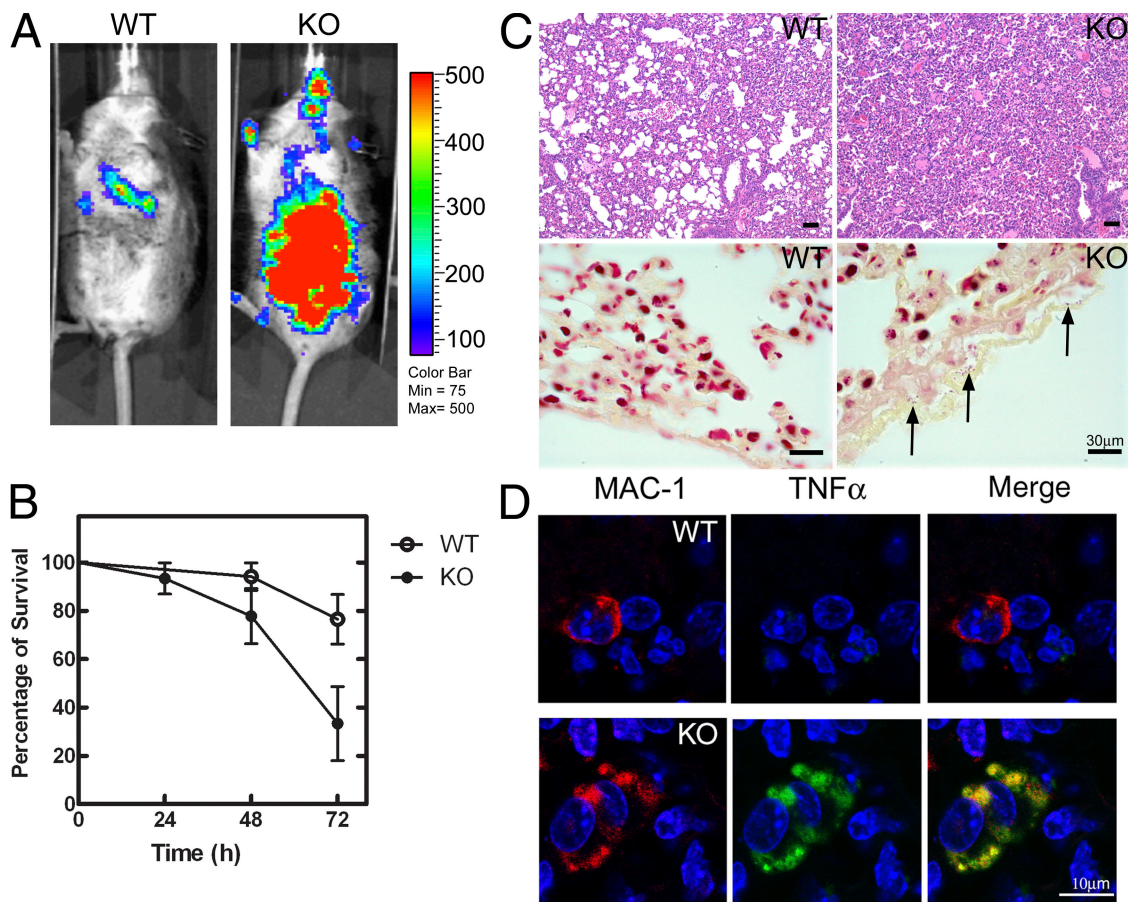 A
WT
KO
500
400
300
200
100
Color Bar
Min = 75
Max= 500
B
Percentage of Survival
100
80
60
40
20
0
0
24
48
72
Time (h)
WT
KO
C
WT
KO
WT
KO
30μm
D
MAC-1
TNFα
Merge
WT
KO
10μm